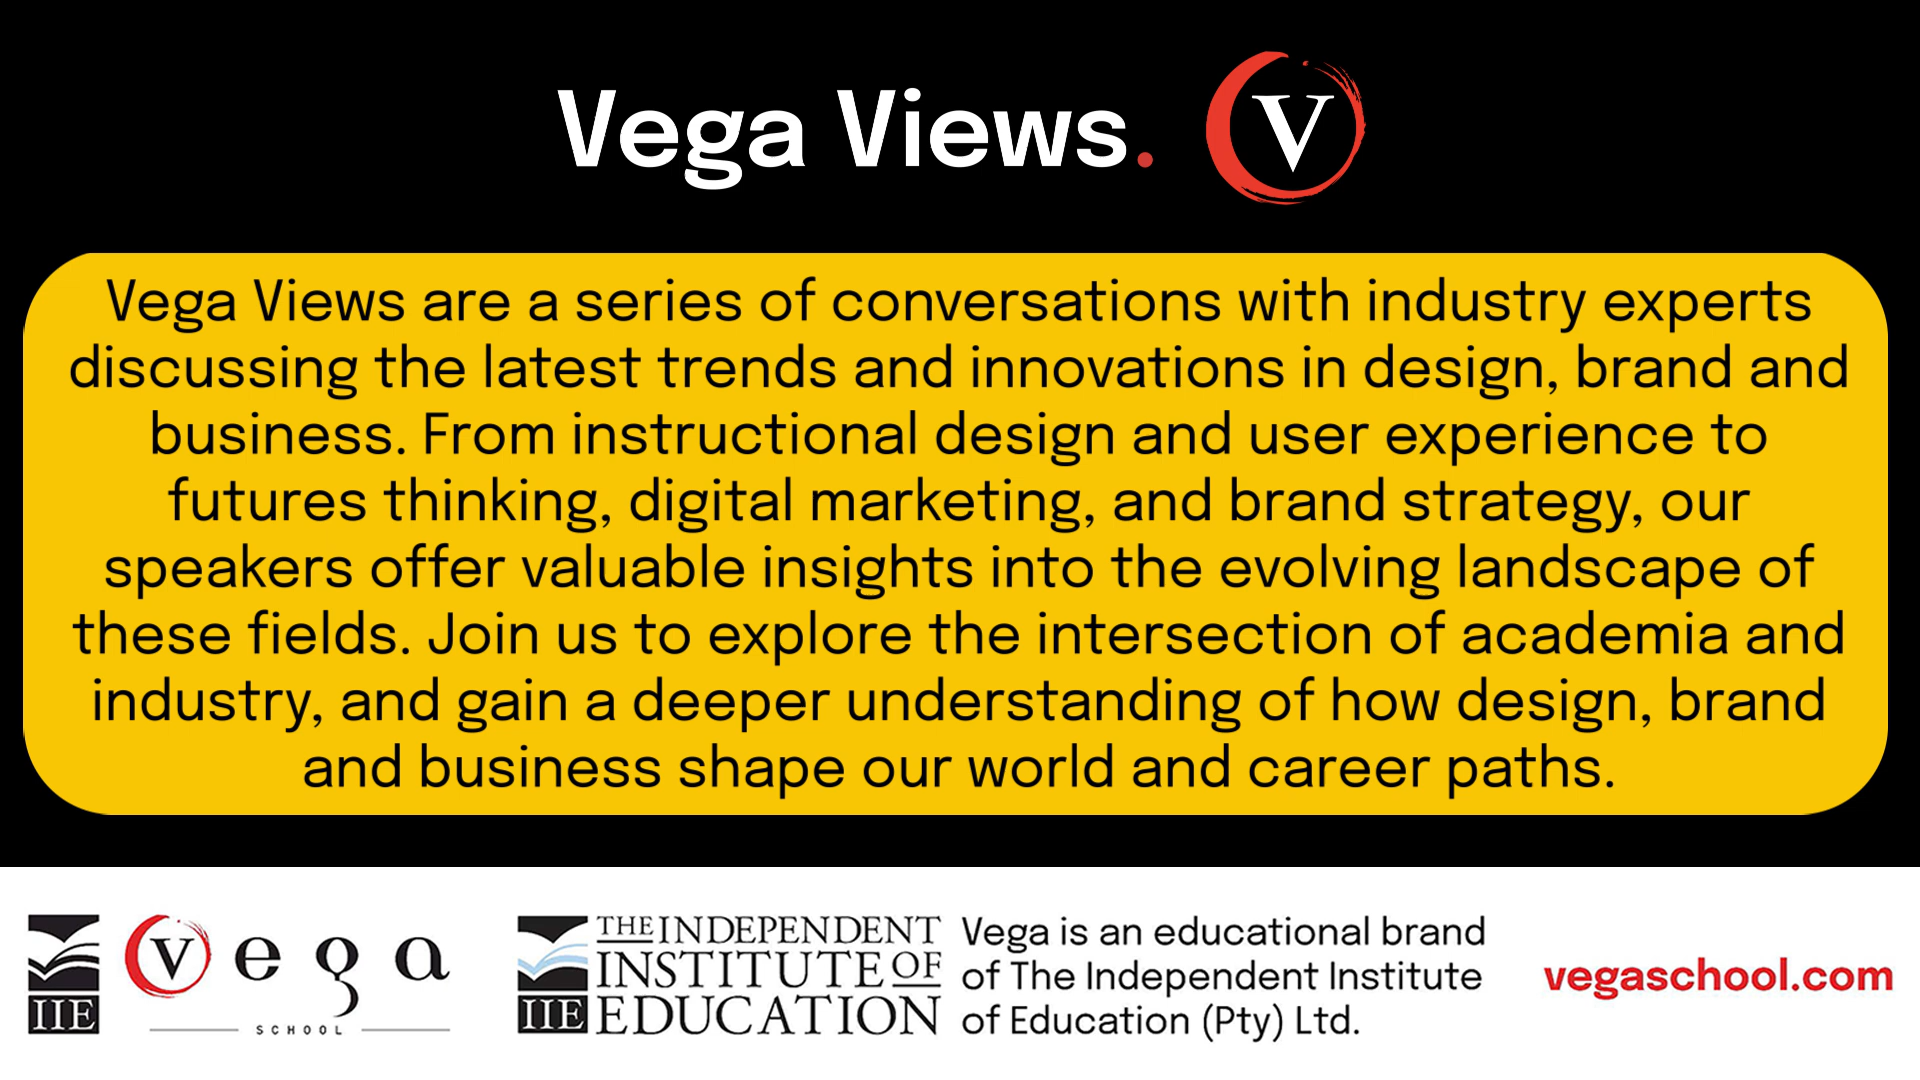 Vega Views.
V
Vega Views are a series of conversations with industry experts
discussing the latest trends and innovations in design, brand and
business. From instructional design and user experience to
futures thinking, digital marketing, and brand strategy, our
speakers offer valuable insights into the evolving landscape of
these fields. Join us to explore the intersection of academia and
industry, and gain a deeper understanding of how design, brand
and business shape our world and career paths.
IIE
vega
SCHOOL
IIE
THE INDEPENDENT
INSTITUTE OF
EDUCATION
Vega is an educational brand
of The Independent Institute
of Education (Pty) Ltd.
vegaschool.com